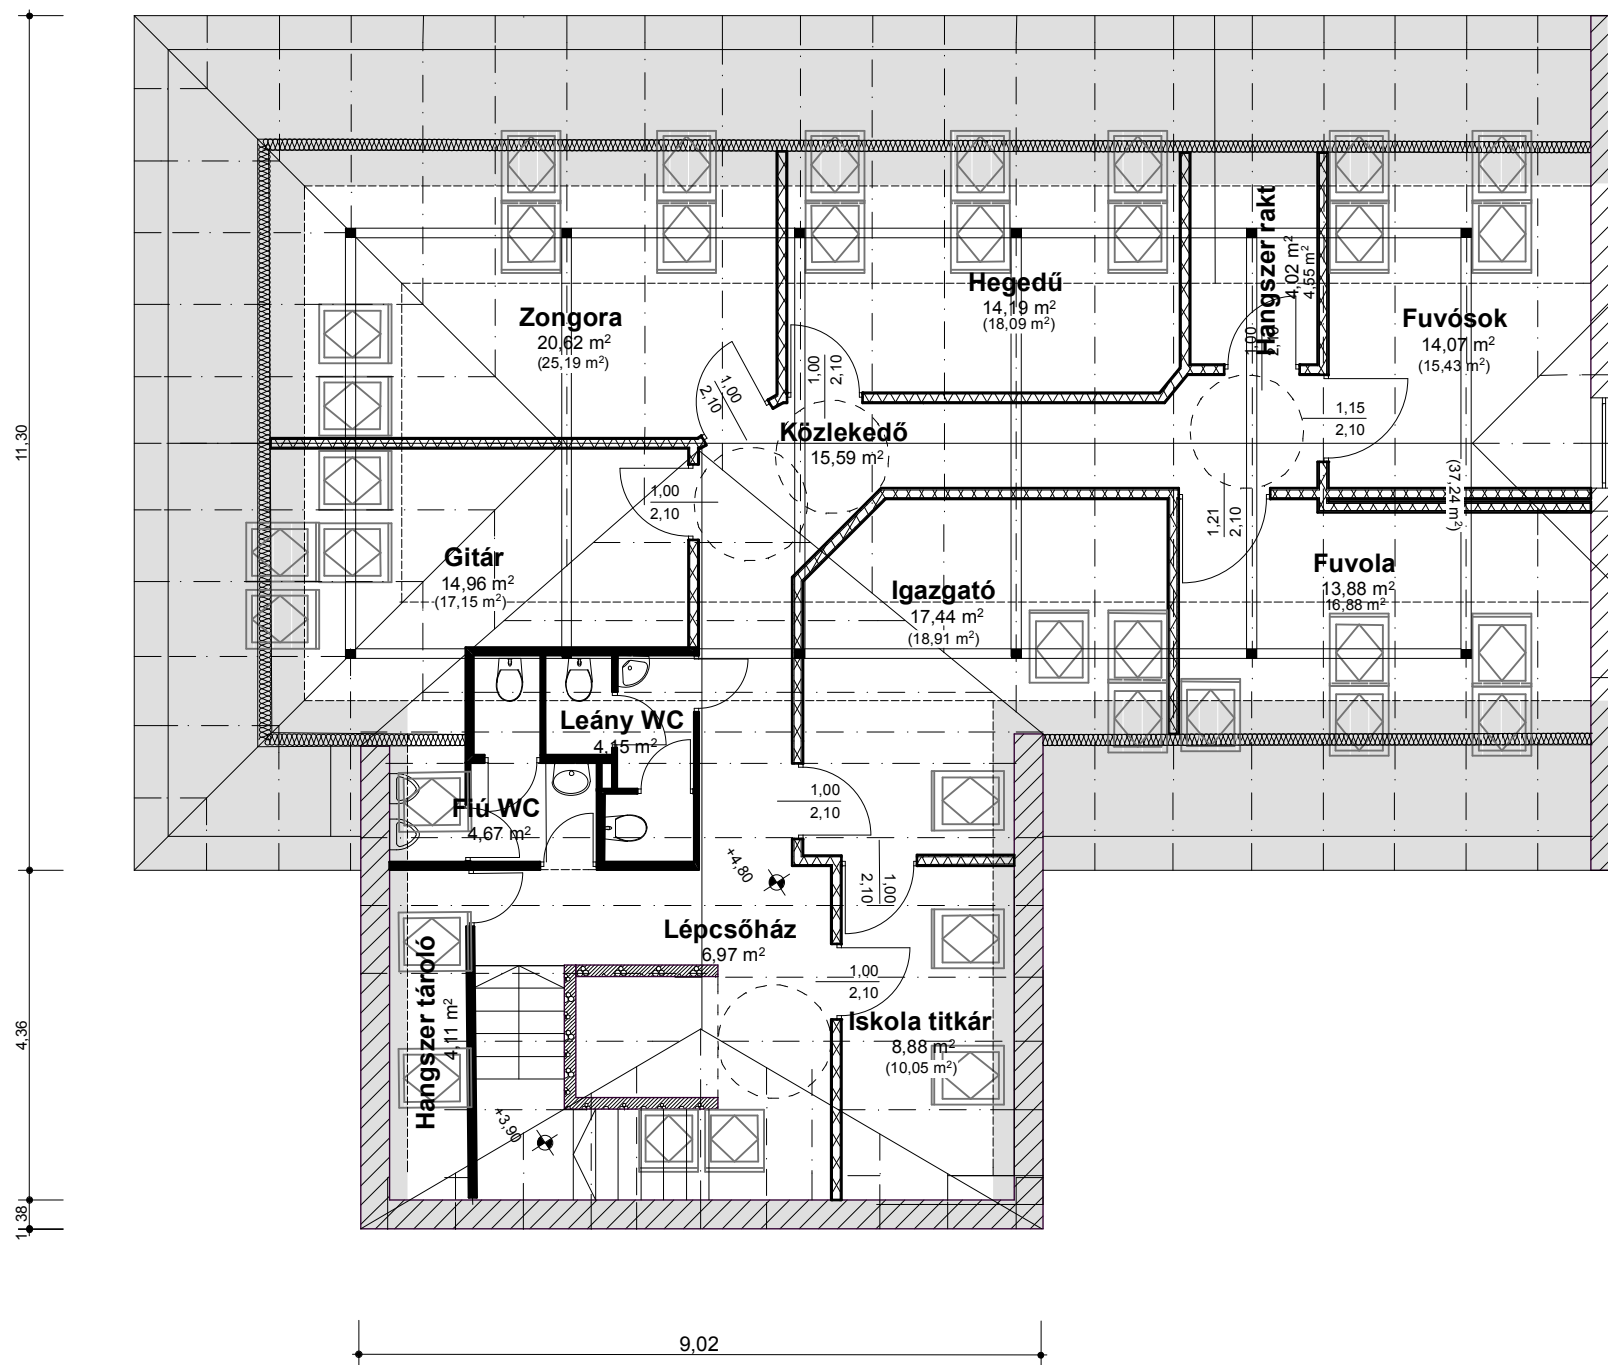 Zongora
20,62 m²
(25,19 m²)
Hegedű
14,19 m²
(18,09 m²)
Hangszer rakt
4,02 m²
4,55 m²
Fuvósok
14,07 m²
(15,43 m²)
1,00
2,10
1,00
2,10
1,00
2,10
1,15
2,10
Közlekedő
15,59 m²
11,30
1,00
2,10
1,21
2,10
(37,24 m²)
Gitár
14,96 m²
(17,15 m²)
Igazgató
17,44 m²
(18,91 m²)
Fuvola
13,88 m²
16,88 m²
Leány WC
4,15 m²
Fiú WC
4,67 m²
1,00
2,10
+4,80
1,00
2,10
Lépcsőház
6,97 m²
1,00
2,10
Hangszer tároló
4,11 m²
Iskola titkár
8,88 m²
(10,05 m²)
4,36
+3,90
1,38
9,02